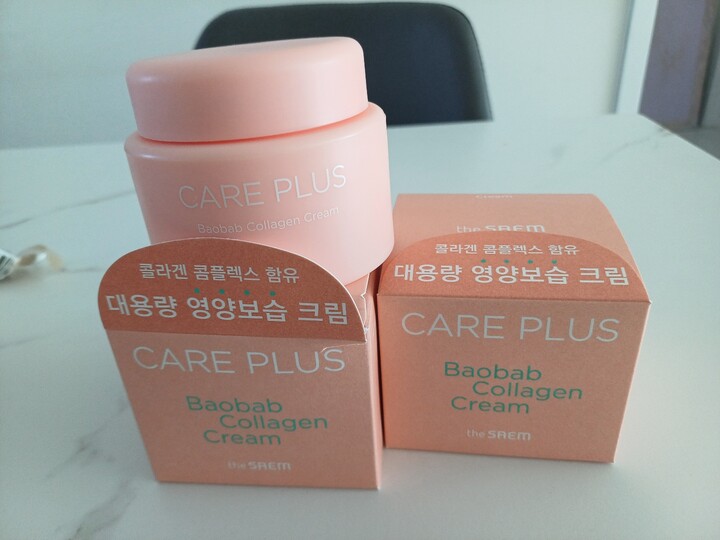 CARE PLUS
Baobab Collagen Cream
콜라겐 콤플렉스 함유
대용량 영양보습 크림
CARE PLUS
Baobab
Collagen
Cream
the SAEM
the SAEM
콜라겐 콤플렉스 함유
대용량 영양보습 크림
CARE PLUS
Baobab
Collagen
Cream
the SAEM